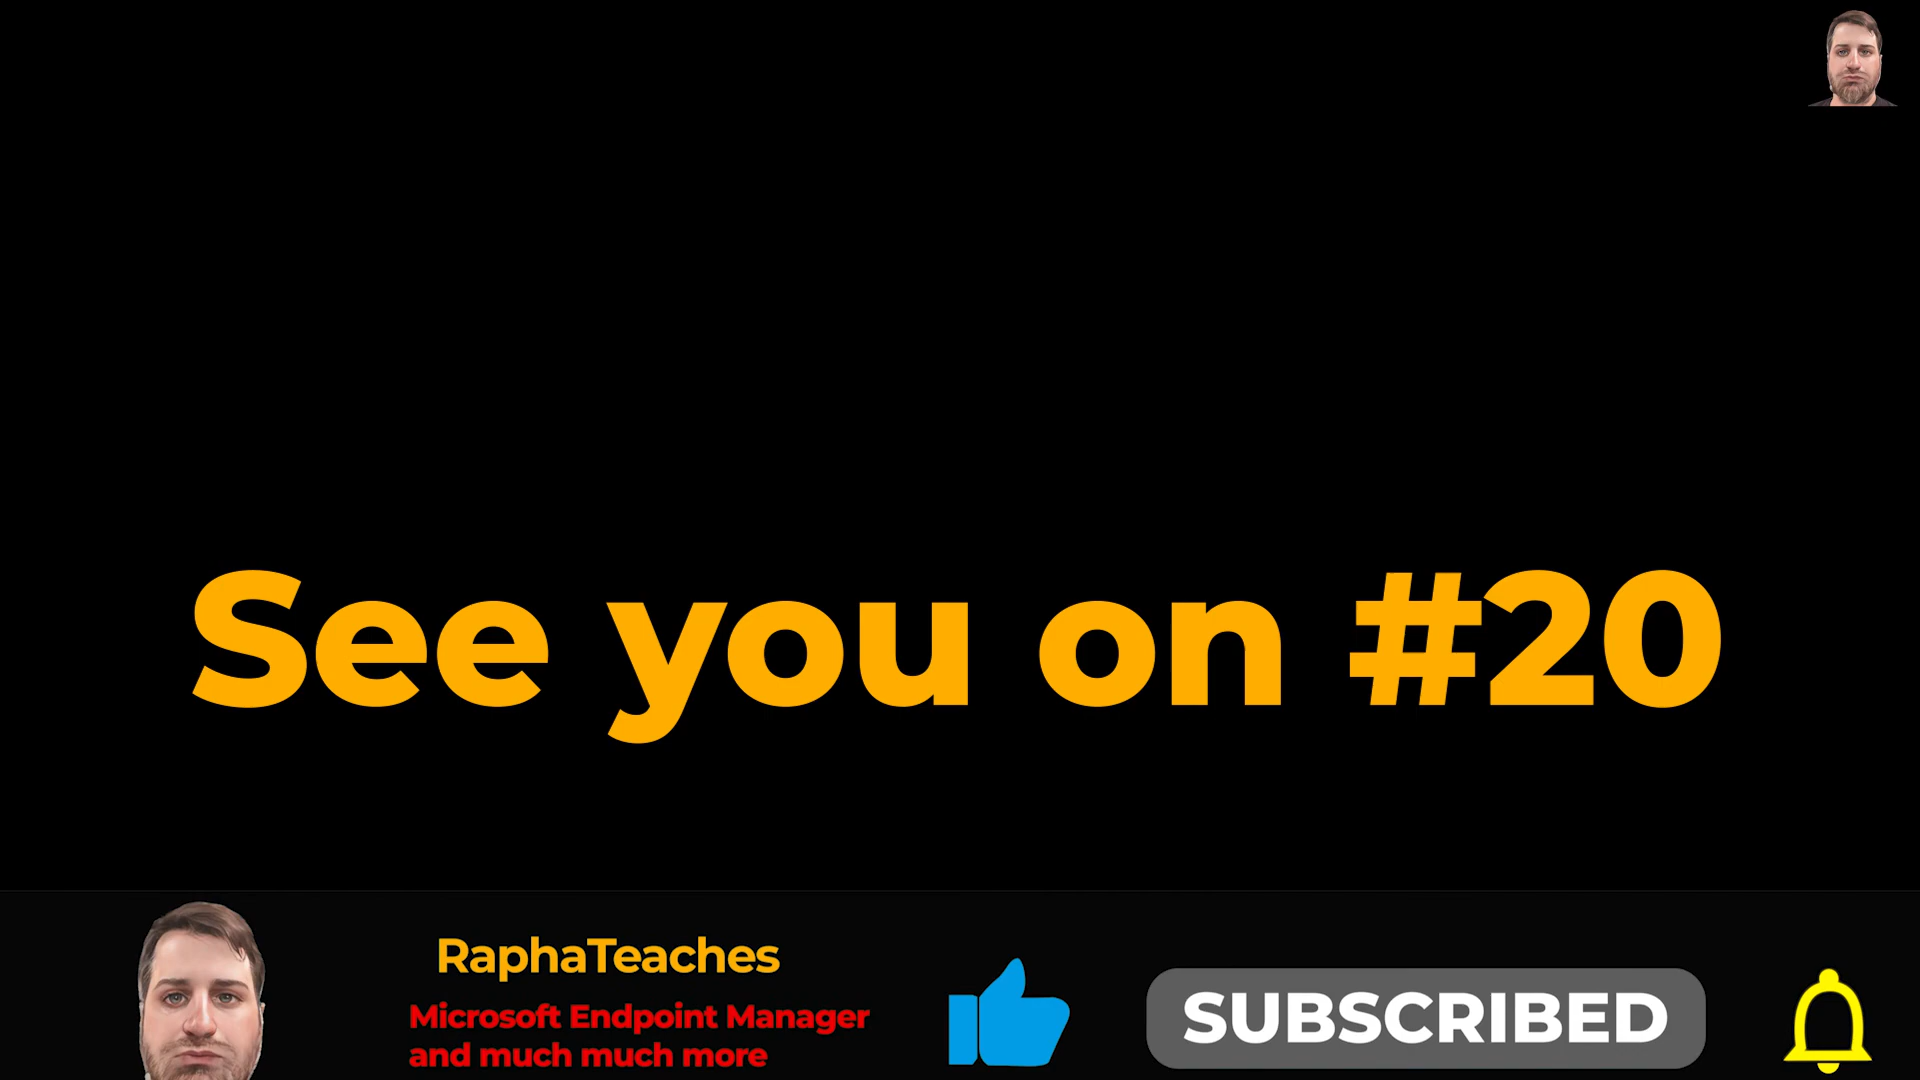 See you on #20
RaphaTeaches
Microsoft Endpoint Manager
and much much more
SUBSCRIBED